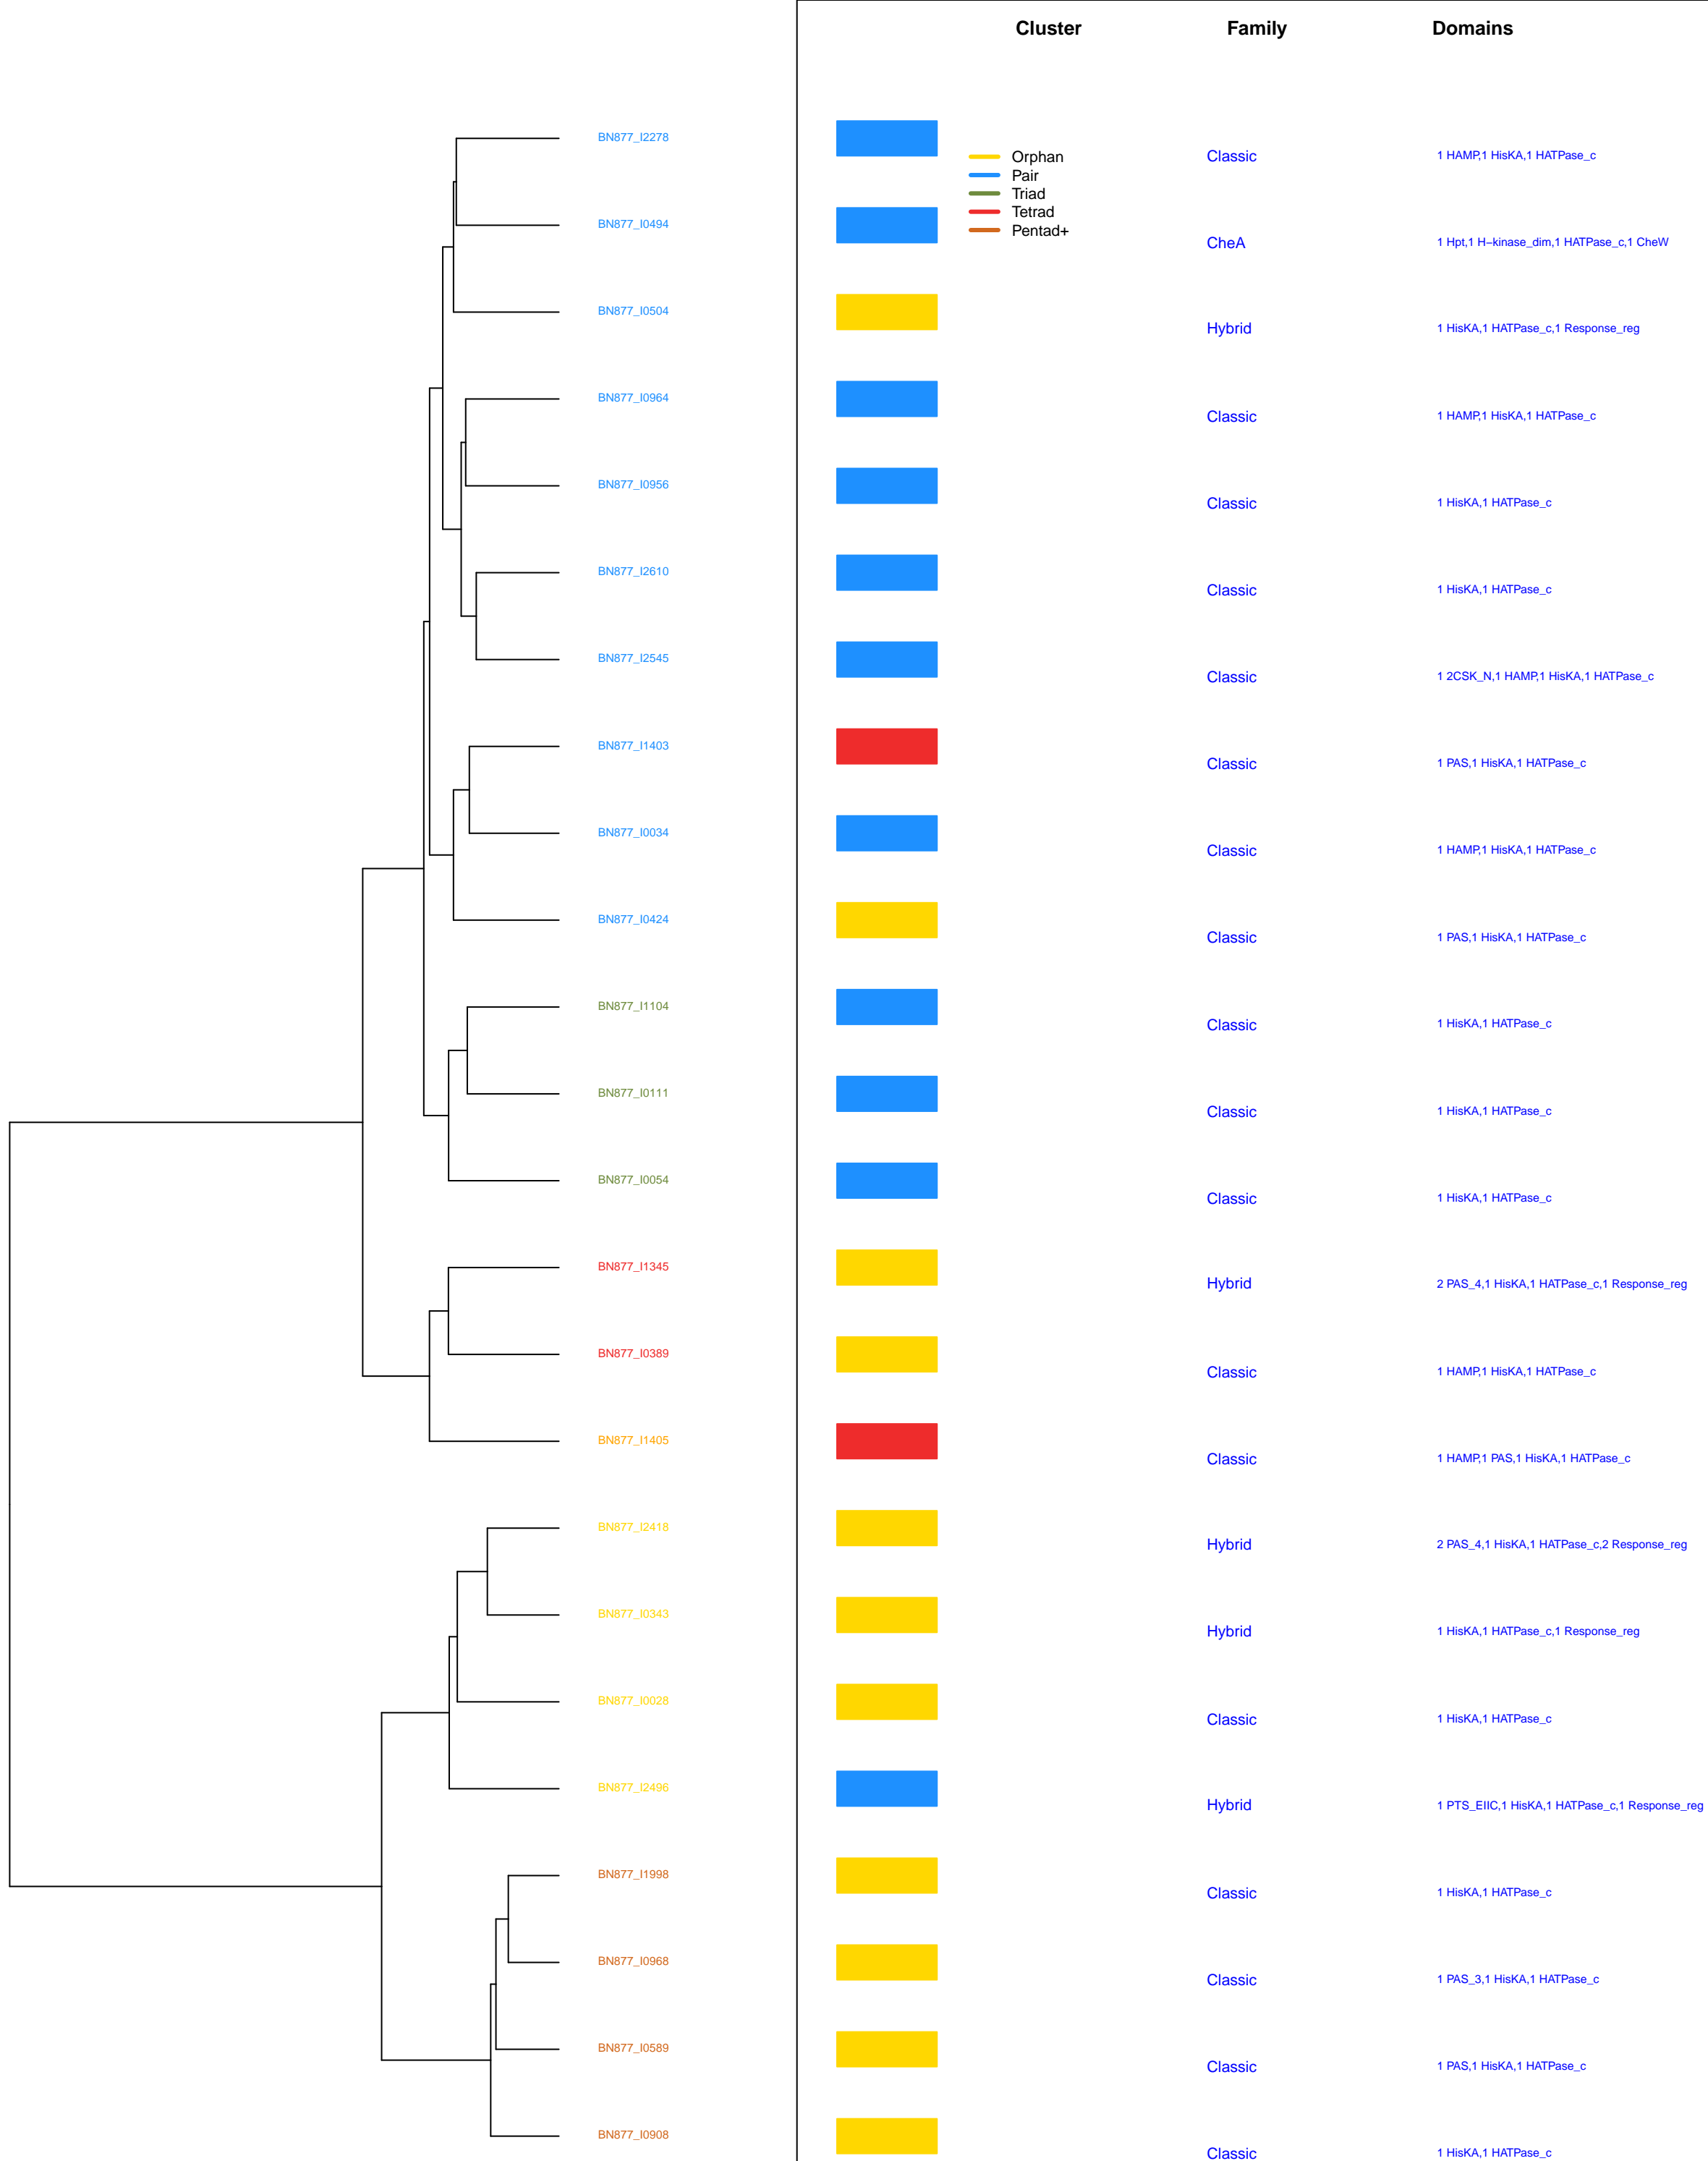 Cluster Family Domains
BN877_I2278
Orphan
Classic 1 HAMP,1 HisKA,1 HATPase_c
Pair
Triad
Tetrad
BN877_I0494
Pentad+
CheA 1 Hpt,1 H−kinase_dim,1 HATPase_c,1 CheW
BN877_I0504
Hybrid 1 HisKA,1 HATPase_c,1 Response_reg
BN877_I0964
Classic 1 HAMP,1 HisKA,1 HATPase_c
BN877_I0956
Classic 1 HisKA,1 HATPase_c
BN877_I2610
Classic 1 HisKA,1 HATPase_c
BN877_I2545
Classic 1 2CSK_N,1 HAMP,1 HisKA,1 HATPase_c
BN877_I1403
Classic 1 PAS,1 HisKA,1 HATPase_c
BN877_I0034
Classic 1 HAMP,1 HisKA,1 HATPase_c
BN877_I0424
Classic 1 PAS,1 HisKA,1 HATPase_c
BN877_I1104
Classic 1 HisKA,1 HATPase_c
BN877_I0111
Classic 1 HisKA,1 HATPase_c
BN877_I0054
Classic 1 HisKA,1 HATPase_c
BN877_I1345
Hybrid 2 PAS_4,1 HisKA,1 HATPase_c,1 Response_reg
BN877_I0389
Classic 1 HAMP,1 HisKA,1 HATPase_c
BN877_I1405
Classic 1 HAMP,1 PAS,1 HisKA,1 HATPase_c
BN877_I2418
Hybrid 2 PAS_4,1 HisKA,1 HATPase_c,2 Response_reg
BN877_I0343
Hybrid 1 HisKA,1 HATPase_c,1 Response_reg
BN877_I0028
Classic 1 HisKA,1 HATPase_c
BN877_I2496
Hybrid 1 PTS_EIIC,1 HisKA,1 HATPase_c,1 Response_reg
BN877_I1998
Classic 1 HisKA,1 HATPase_c
BN877_I0968
Classic 1 PAS_3,1 HisKA,1 HATPase_c
BN877_I0589
Classic 1 PAS,1 HisKA,1 HATPase_c
BN877_I0908
Classic 1 HisKA,1 HATPase_c